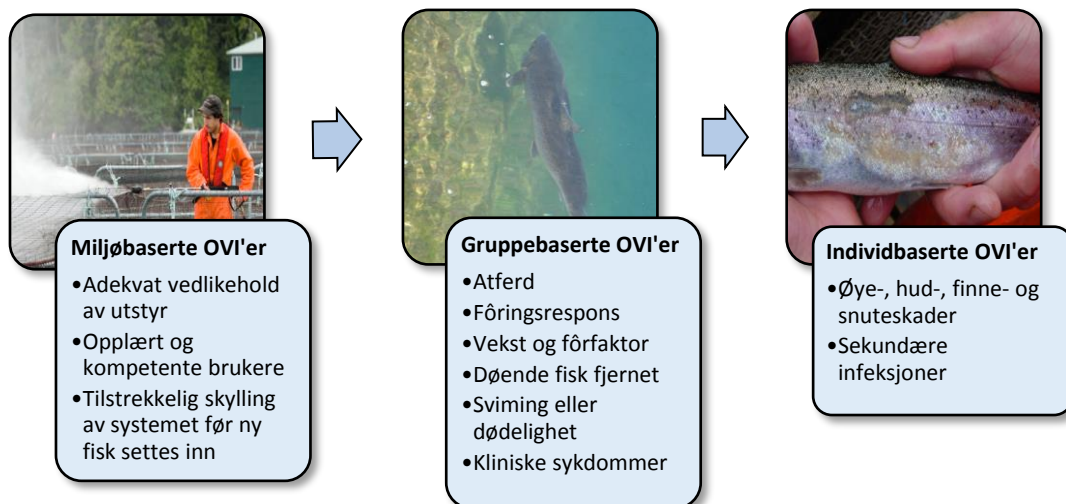 Miljøbaserte OVI'er
•Adekvat vedlikehold
av utstyr
•Opplært og
kompetente brukere
•Tilstrekkelig skylling
av systemet før ny
fisk settes inn
Gruppebaserte OVI'er
•Atferd
•Fôringsrespons
•Vekst og fôrfaktor
•Døende fisk fjernet
•Sviming eller
dødelighet
•Kliniske sykdommer
Individbaserte OVI'er
•Øye-, hud-, finne- og
snuteskader
•Sekundære
infeksjoner